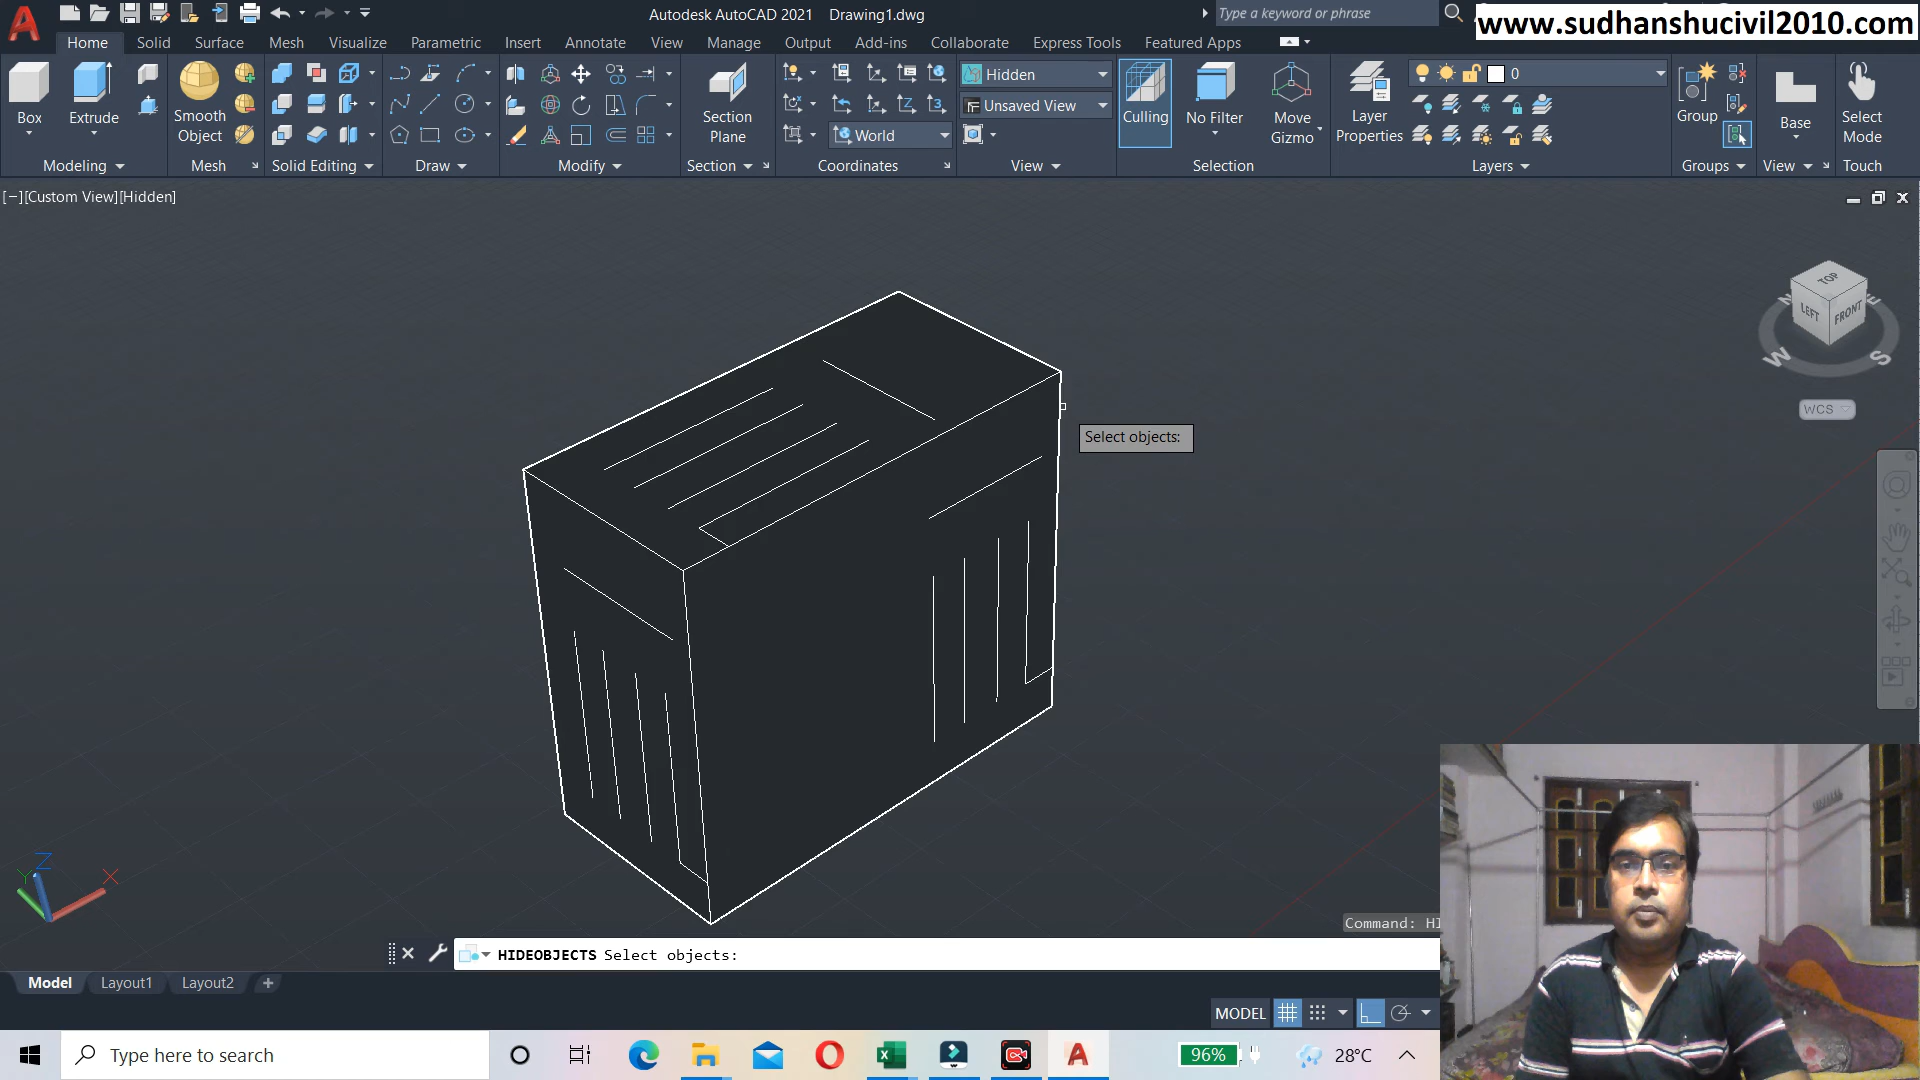 Autodesk AutoCAD 2021 Drawing1.dwg
Type a keyword or phrase
www.sudhanshucivil2010.com
Home Solid Surface Mesh Visualize Parametric Insert Annotate View Manage Output Add-ins Collaborate Express Tools Featured Apps
Box
Extrude
Smooth Object
Section Plane
World
Hidden
Unsaved View
Culling
No Filter
Move Gizmo
Layer Properties
0
Group
Base
Select Mode
Modeling Mesh Solid Editing Draw Modify Section Coordinates View Selection Layers Groups View Touch
[−][Custom View][Hidden]
TOP
LEFT
FRONT
N
E
W
S
WCS
Select objects:
Z
Y
X
Command: HI
HIDEOBJECTS Select objects:
Model Layout1 Layout2 +
MODEL
Type here to search
96%
28°C